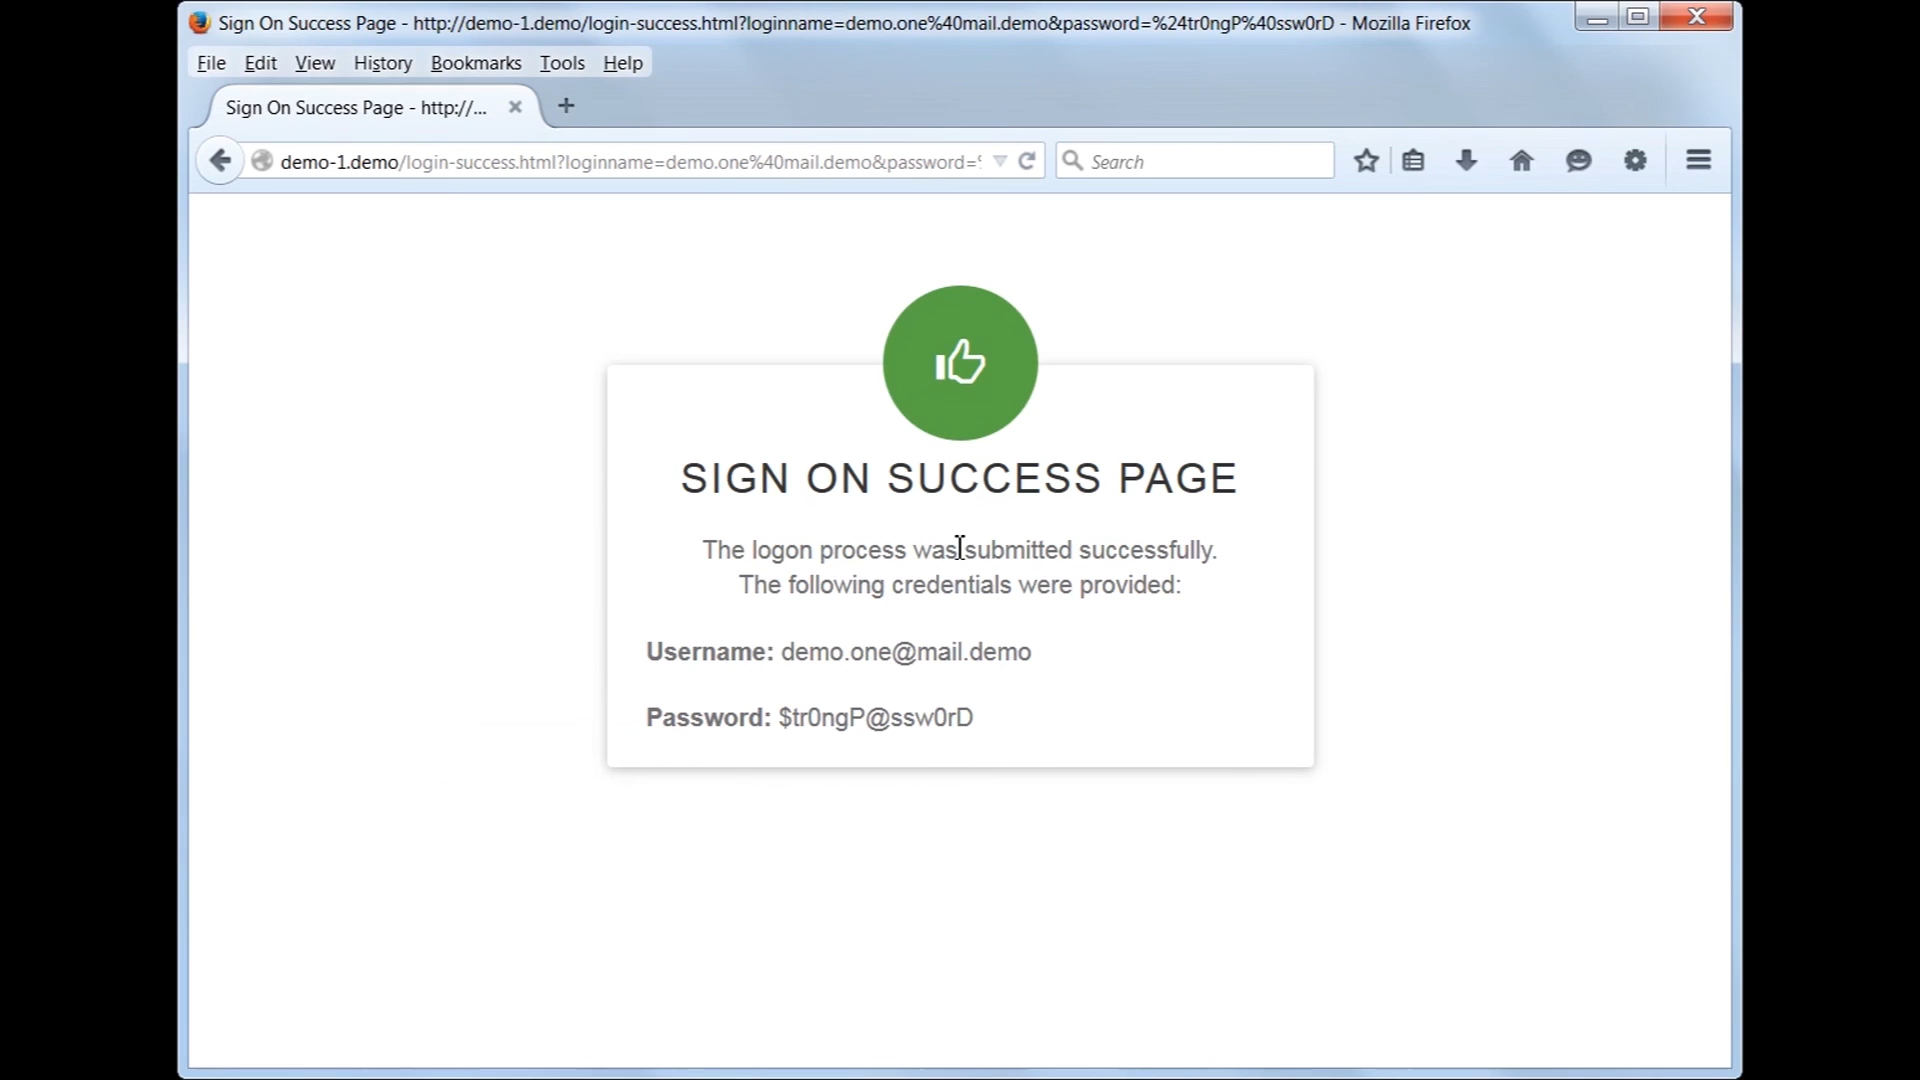 Sign On Success Page - http://demo-1.demo/login-success.html?loginname=demo.one%40mail.demo&password=%24tr0ngP%40ssw0rD - Mozilla Firefox
File Edit View History Bookmarks Tools Help
Sign On Success Page - http://...
demo-1.demo/login-success.html?loginname=demo.one%40mail.demo&password=
Search
SIGN ON SUCCESS PAGE
The logon process was submitted successfully.
The following credentials were provided:
Username: demo.one@mail.demo
Password: $tr0ngP@ssw0rD